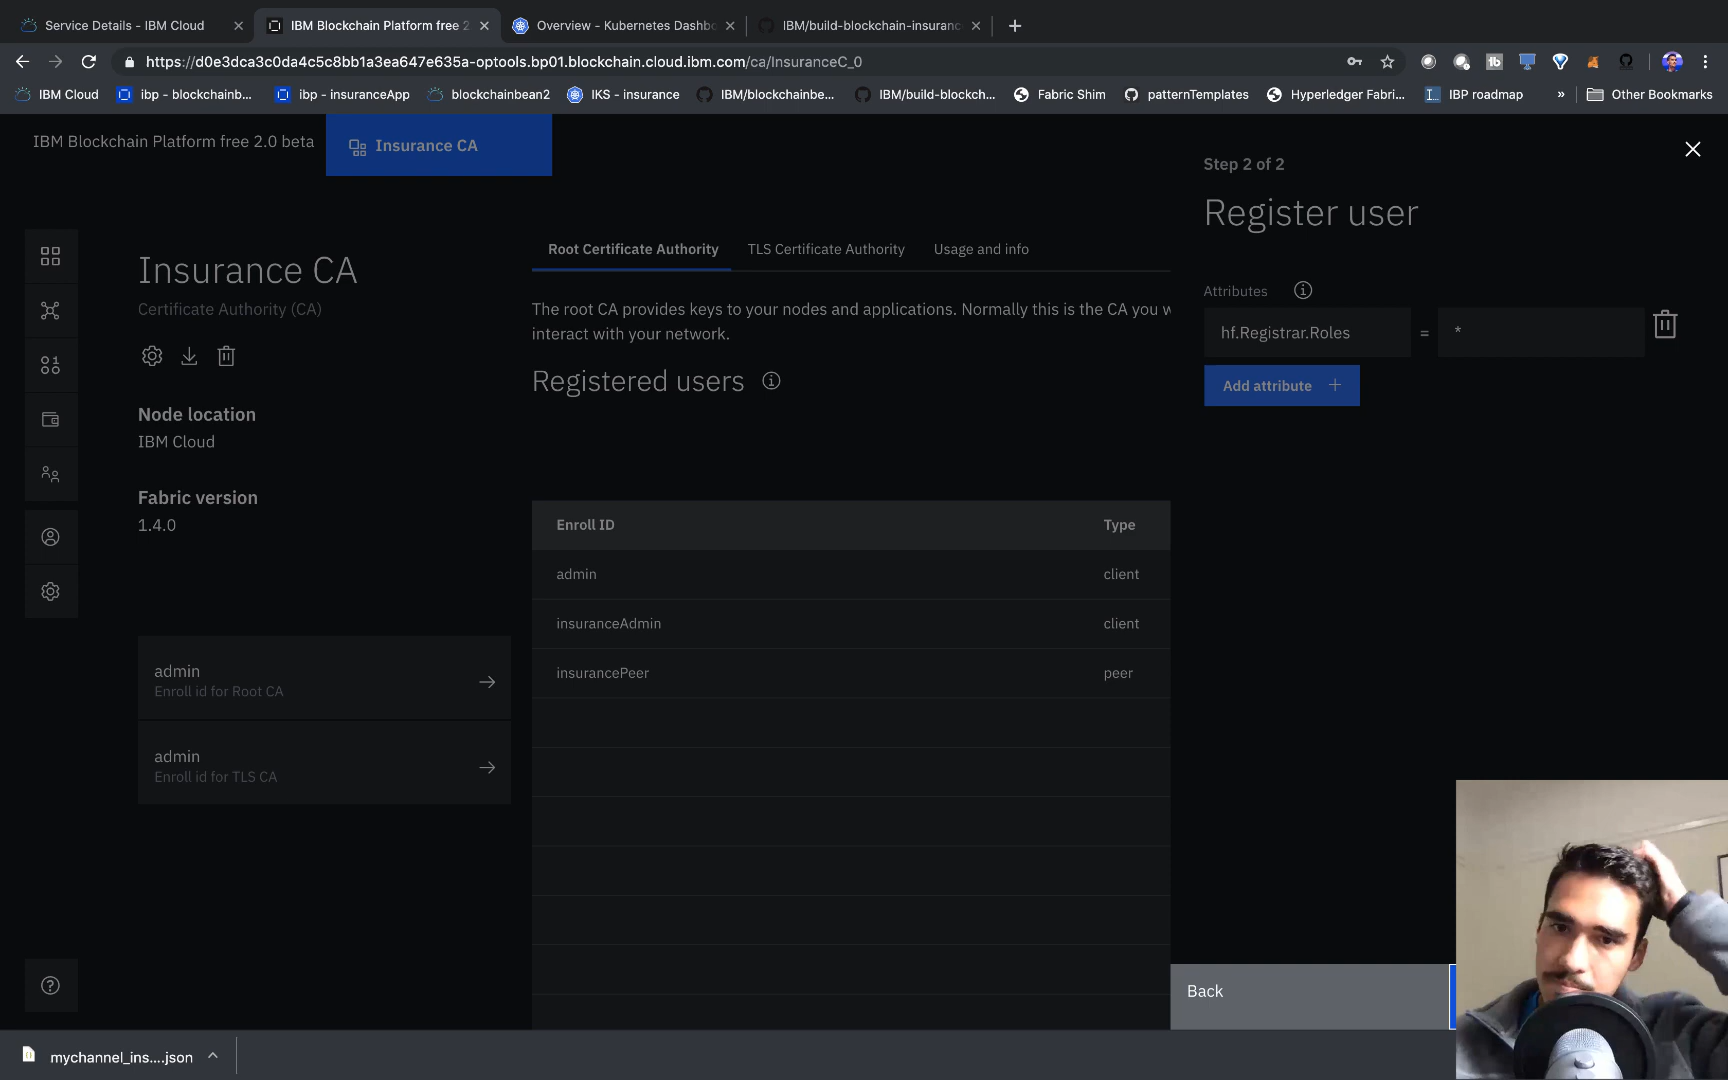 Service Details - IBM Cloud
IBM Blockchain Platform free 2
Overview - Kubernetes Dashbo
IBM/build-blockchain-insuranc
https://d0e3dca3c0da4c5c8bb1a3ea647e635a-optools.bp01.blockchain.cloud.ibm.com/ca/InsuranceC_0
IBM Cloud
ibp - blockchainb...
ibp - insuranceApp
blockchainbean2
IKS - insurance
IBM/blockchainbe...
IBM/build-blockch...
Fabric Shim
patternTemplates
Hyperledger Fabri...
IBP roadmap
»
Other Bookmarks
IBM Blockchain Platform free 2.0 beta
Insurance CA
Step 2 of 2
Register user
Attributes
hf.Registrar.Roles = *
Add attribute +
Insurance CA
Certificate Authority (CA)
Node location
IBM Cloud
Fabric version
1.4.0
admin
Enroll id for Root CA
admin
Enroll id for TLS CA
Root Certificate Authority
TLS Certificate Authority
Usage and info
The root CA provides keys to your nodes and applications. Normally this is the CA you w
interact with your network.
Registered users
Enroll ID Type
admin client
insuranceAdmin client
insurancePeer peer
Back
mychannel_ins....json